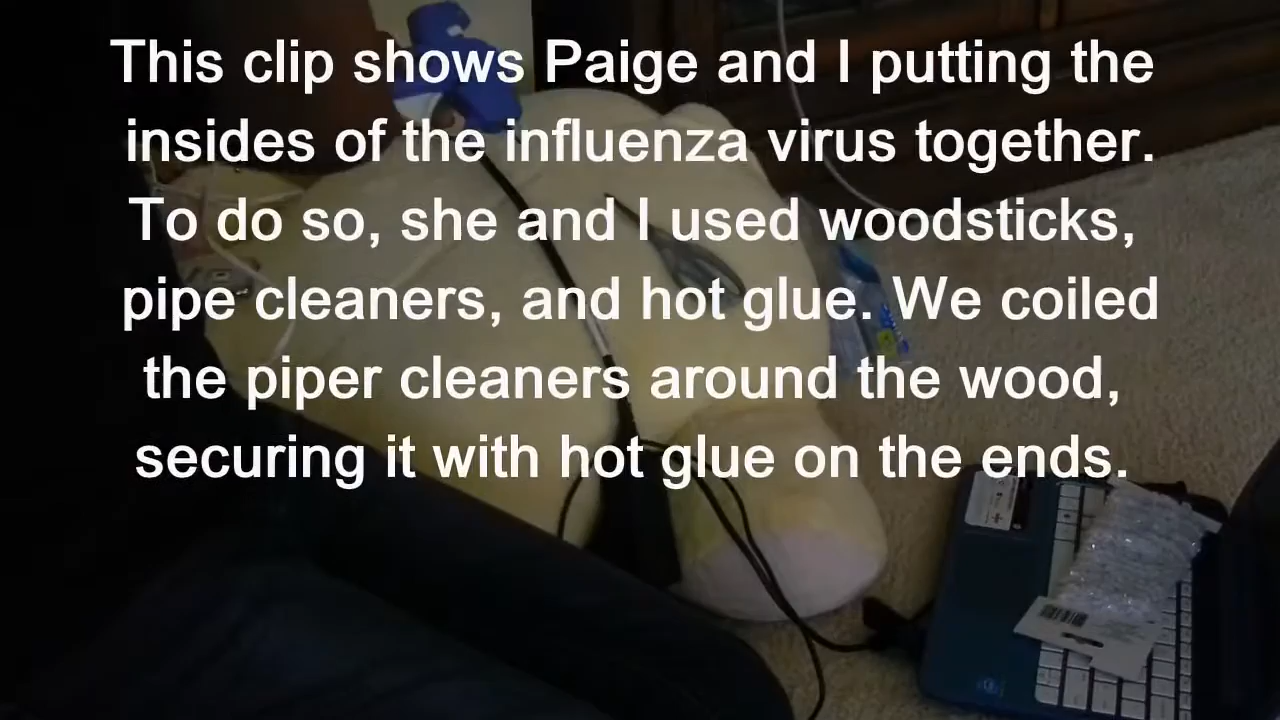 This clip shows Paige and I putting the
insides of the influenza virus together.
To do so, she and I used woodsticks,
pipe cleaners, and hot glue. We coiled
the piper cleaners around the wood,
securing it with hot glue on the ends.